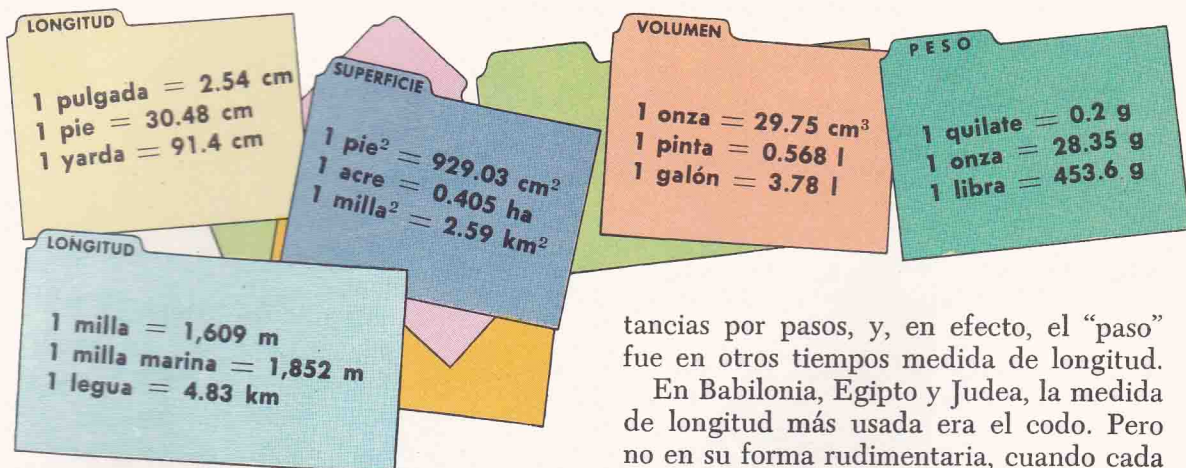 LONGITUD
1 pulgada = 2.54 cm
1 pie = 30.48 cm
1 yarda = 91.4 cm
SUPERFICIE
1 pie² = 929.03 cm²
1 acre = 0.405 ha
1 milla² = 2.59 km²
VOLUMEN
1 onza = 29.75 cm³
1 pinta = 0.568 l
1 galón = 3.78 l
PESO
1 quilate = 0.2 g
1 onza = 28.35 g
1 libra = 453.6 g
LONGITUD
1 milla = 1,609 m
1 milla marina = 1,852 m
1 legua = 4.83 km
tancias por pasos, y, en efecto, el “paso”
fue en otros tiempos medida de longitud.
En Babilonia, Egipto y Judea, la medida
de longitud más usada era el codo. Pero
no en su forma rudimentaria, cuando cada